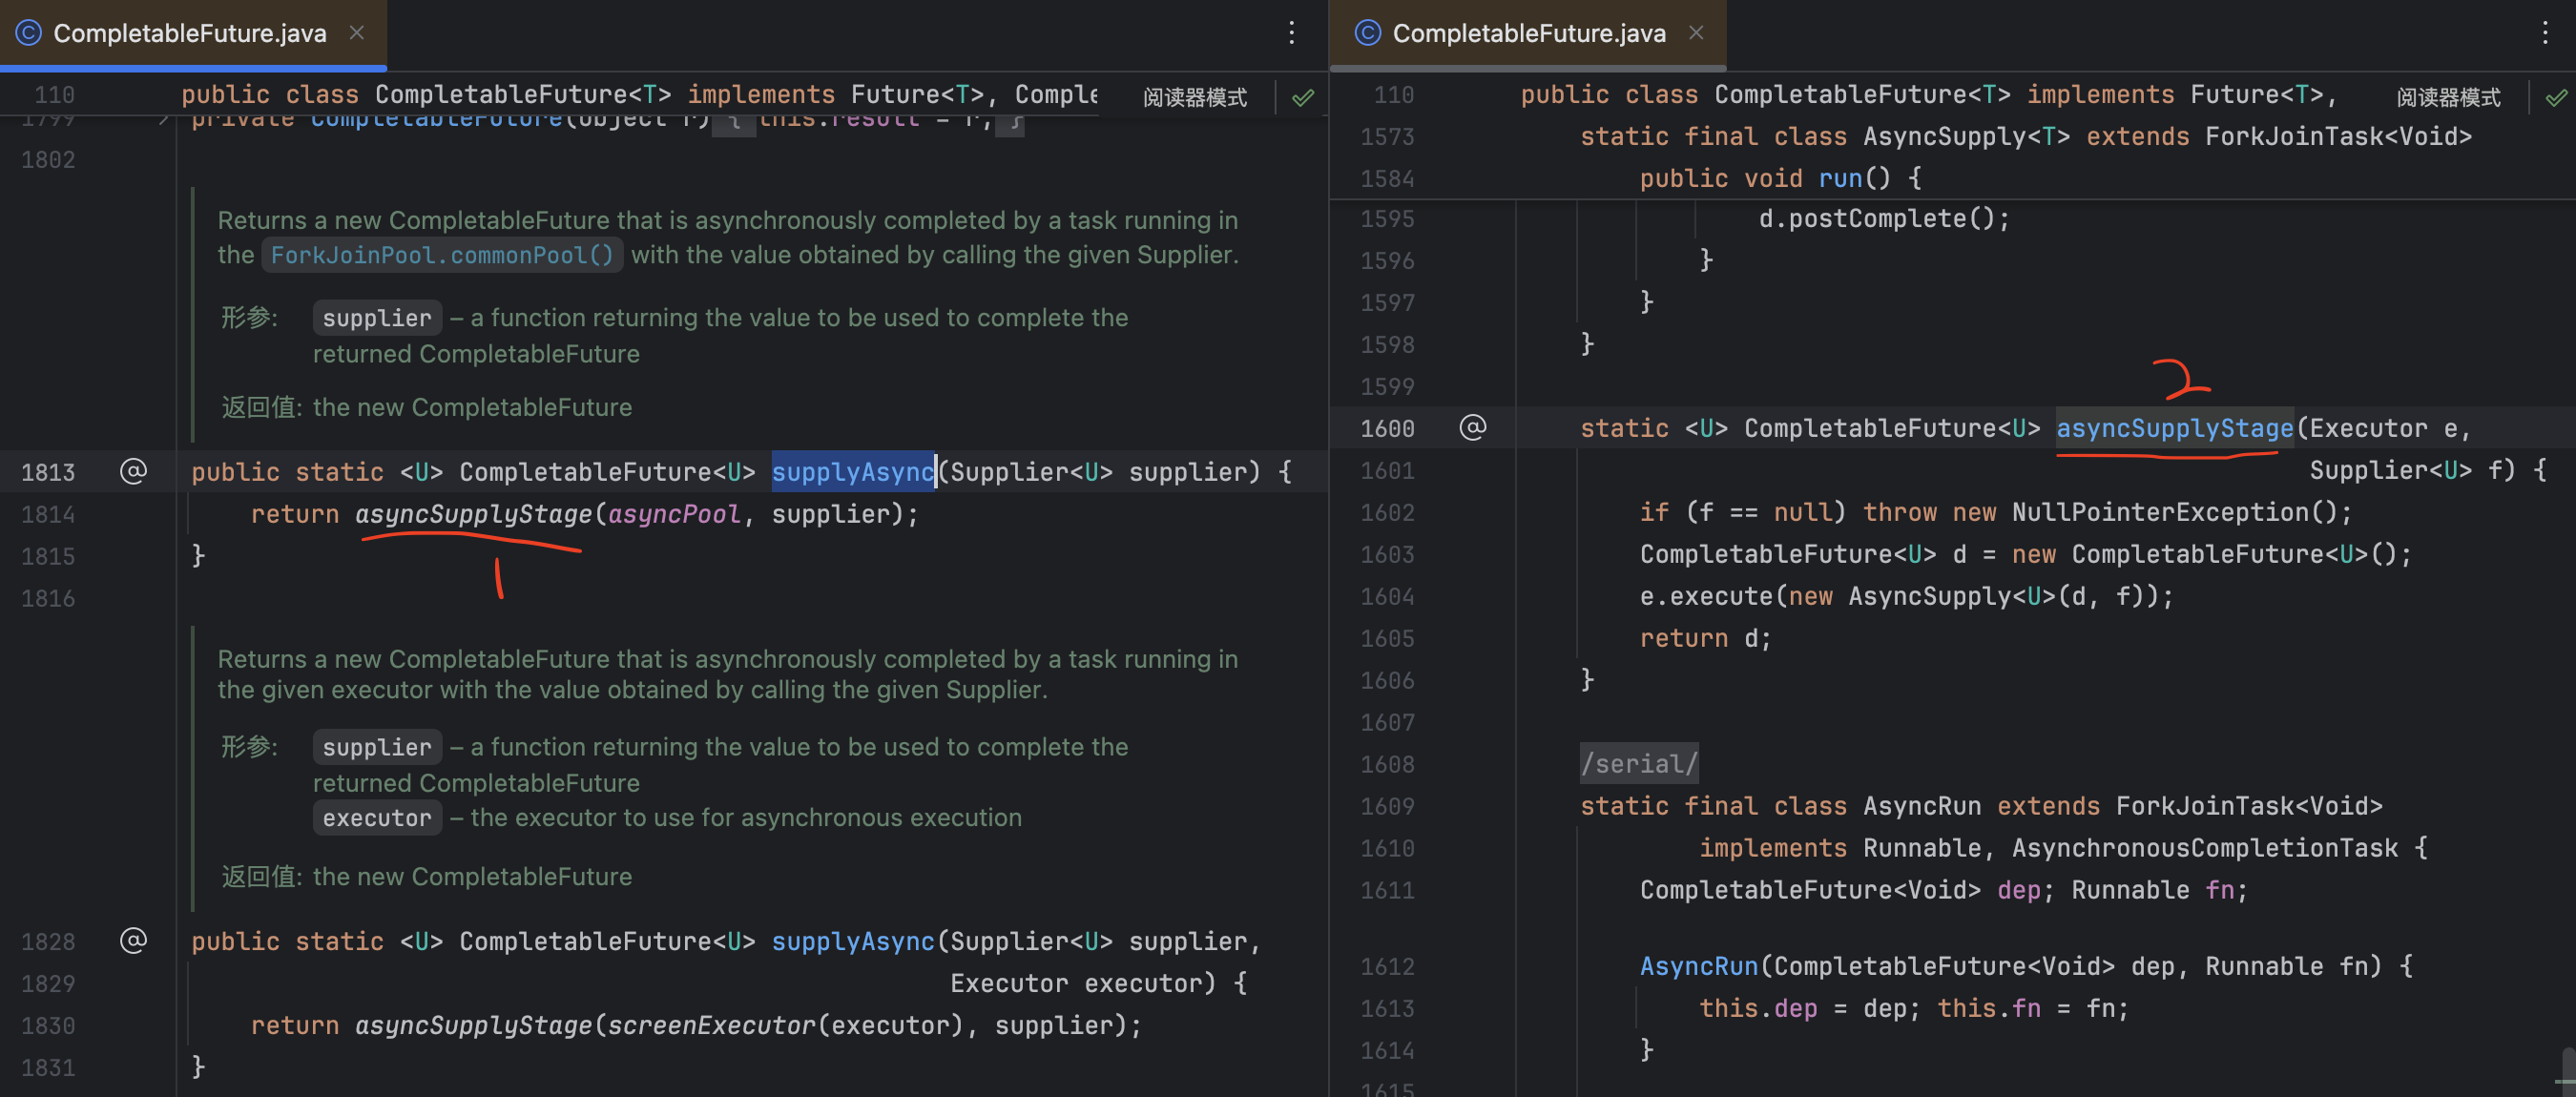 CompletableFuture.java
110 public class CompletableFuture<T> implements Future<T>, Comple 阅读器模式
1799 private CompletableFuture(Object r) { this.result = r; }
1802
Returns a new CompletableFuture that is asynchronously completed by a task running in
the ForkJoinPool.commonPool() with the value obtained by calling the given Supplier.
形参: supplier – a function returning the value to be used to complete the
returned CompletableFuture
返回值: the new CompletableFuture
1813 @ public static <U> CompletableFuture<U> supplyAsync(Supplier<U> supplier) {
1814 return asyncSupplyStage(asyncPool, supplier);
1815 }
1
1816
Returns a new CompletableFuture that is asynchronously completed by a task running in
the given executor with the value obtained by calling the given Supplier.
形参: supplier – a function returning the value to be used to complete the
returned CompletableFuture
executor – the executor to use for asynchronous execution
返回值: the new CompletableFuture
1828 @ public static <U> CompletableFuture<U> supplyAsync(Supplier<U> supplier,
1829 Executor executor) {
1830 return asyncSupplyStage(screenExecutor(executor), supplier);
1831 }
CompletableFuture.java
110 public class CompletableFuture<T> implements Future<T>, 阅读器模式
1573 static final class AsyncSupply<T> extends ForkJoinTask<Void>
1584 public void run() {
1595 d.postComplete();
1596 }
1597 }
1598 }
1599
2
1600 @ static <U> CompletableFuture<U> asyncSupplyStage(Executor e,
1601 Supplier<U> f) {
1602 if (f == null) throw new NullPointerException();
1603 CompletableFuture<U> d = new CompletableFuture<U>();
1604 e.execute(new AsyncSupply<U>(d, f));
1605 return d;
1606 }
1607
1608 /serial/
1609 static final class AsyncRun extends ForkJoinTask<Void>
1610 implements Runnable, AsynchronousCompletionTask {
1611 CompletableFuture<Void> dep; Runnable fn;
1612 AsyncRun(CompletableFuture<Void> dep, Runnable fn) {
1613 this.dep = dep; this.fn = fn;
1614 }
1615